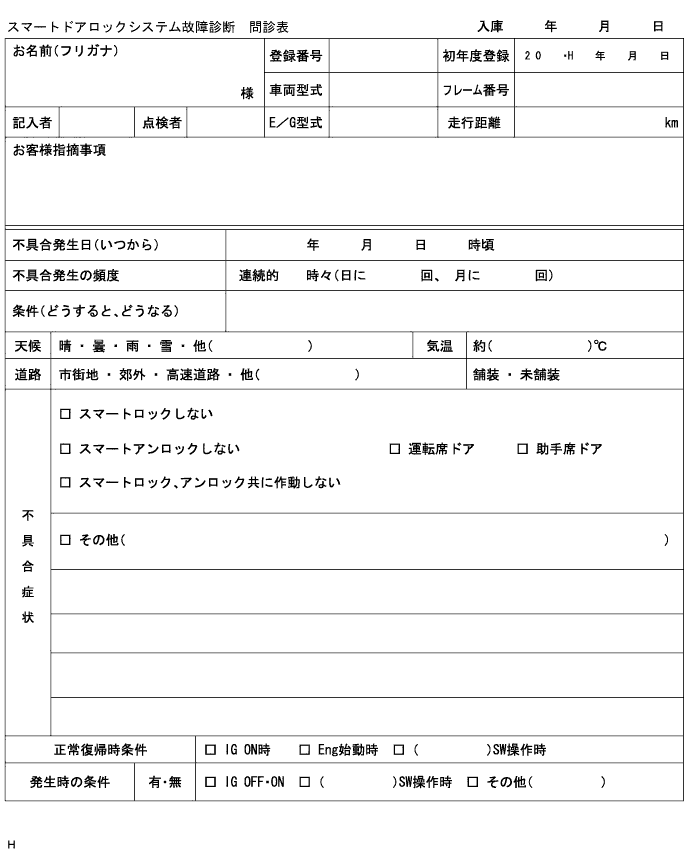 スマートドアロックシステム故障診断　問診表　入庫　年　月　日
お名前(フリガナ)　様
登録番号　初年度登録　20　・H　年　月　日
車両型式　フレーム番号
記入者　点検者　E／G型式　走行距離　km
お客様指摘事項
不具合発生日(いつから)　年　月　日　時頃
不具合発生の頻度　連続的　時々(日に　回、月に　回)
条件(どうすると、どうなる)
天候　晴・曇・雨・雪・他(　)　気温　約(　)℃
道路　市街地・郊外・高速道路・他(　)　舗装・未舗装
不具合症状
□ スマートロックしない
□ スマートアンロックしない　□ 運転席ドア　□ 助手席ドア
□ スマートロック、アンロック共に作動しない
□ その他(　)
正常復帰時条件　□ IG ON時　□ Eng始動時　□ (　)SW操作時
発生時の条件　有・無　□ IG OFF・ON　□ (　)SW操作時　□ その他(　)
H